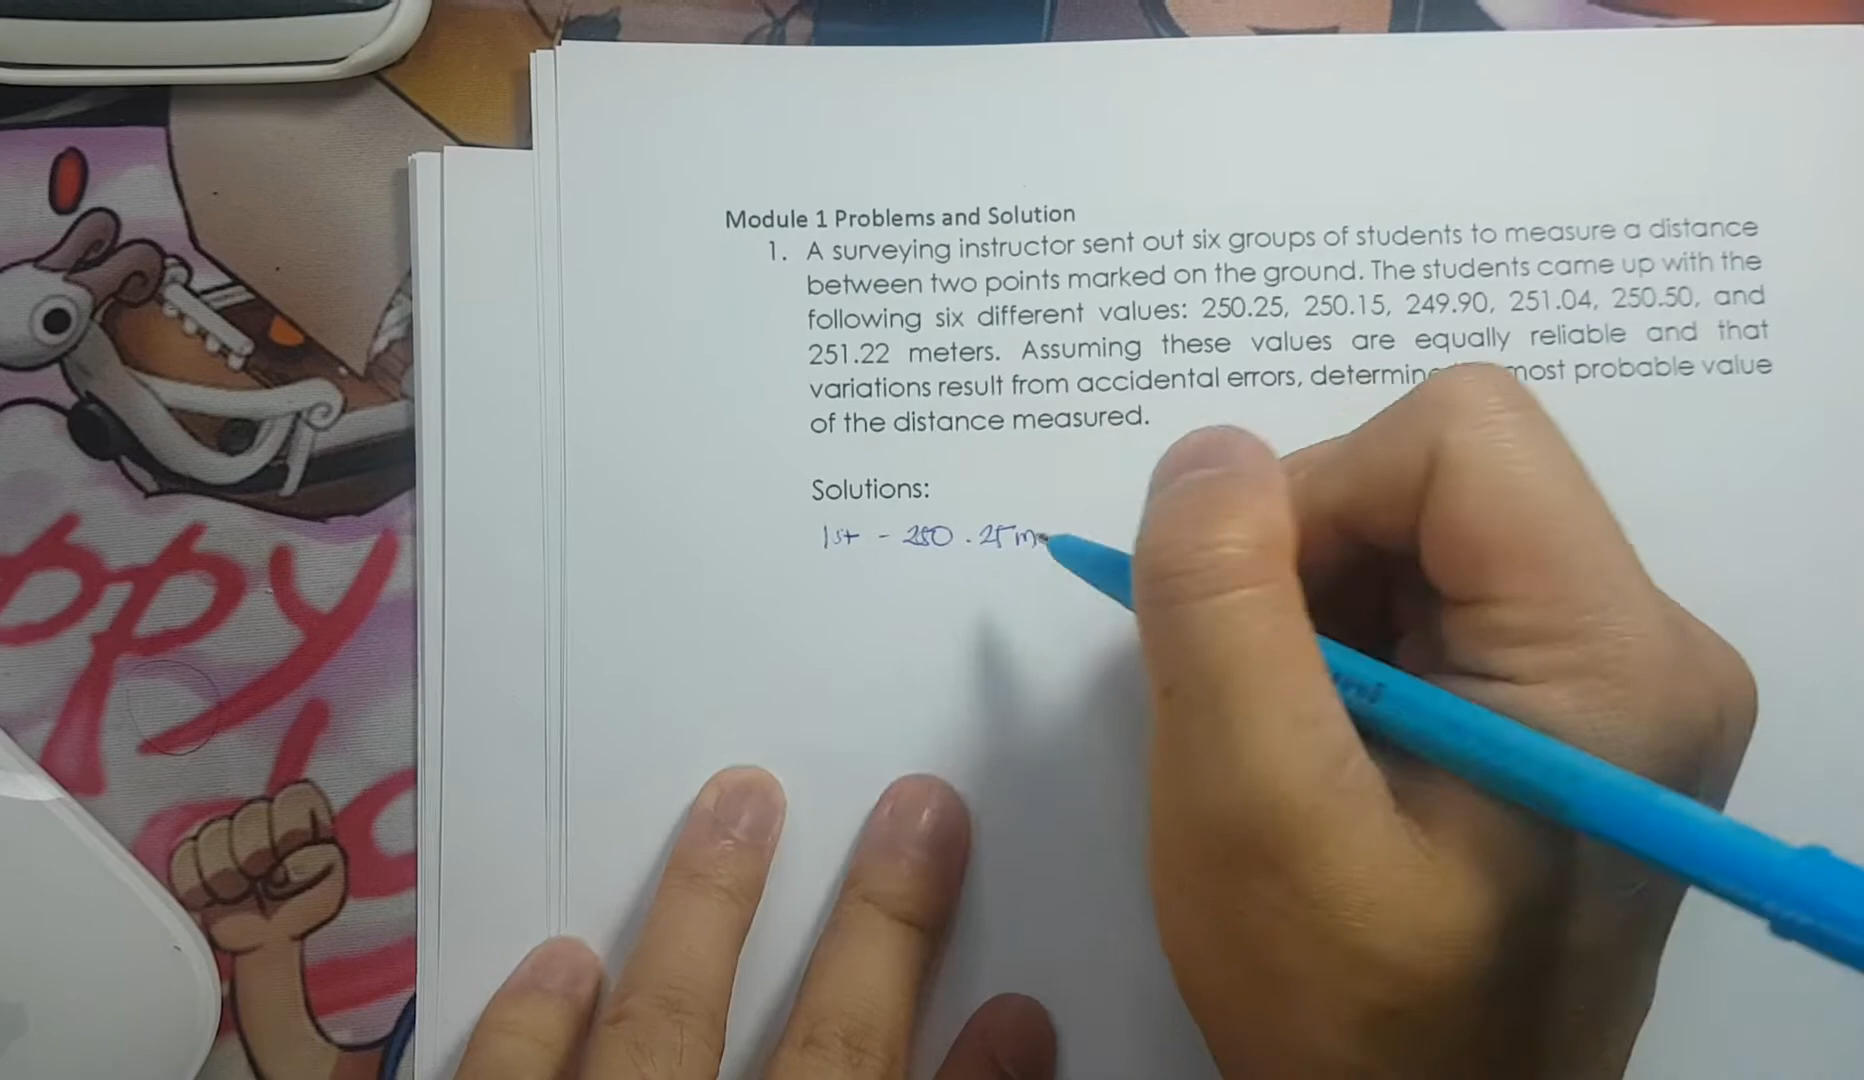 Module 1 Problems and Solution
1. A surveying instructor sent out six groups of students to measure a distance
between two points marked on the ground. The students came up with the
following six different values: 250.25, 250.15, 249.90, 251.04, 250.50, and
251.22 meters. Assuming these values are equally reliable and that
variations result from accidental errors, determine most probable value
of the distance measured.
Solutions:
1st - 250.25m
ppy